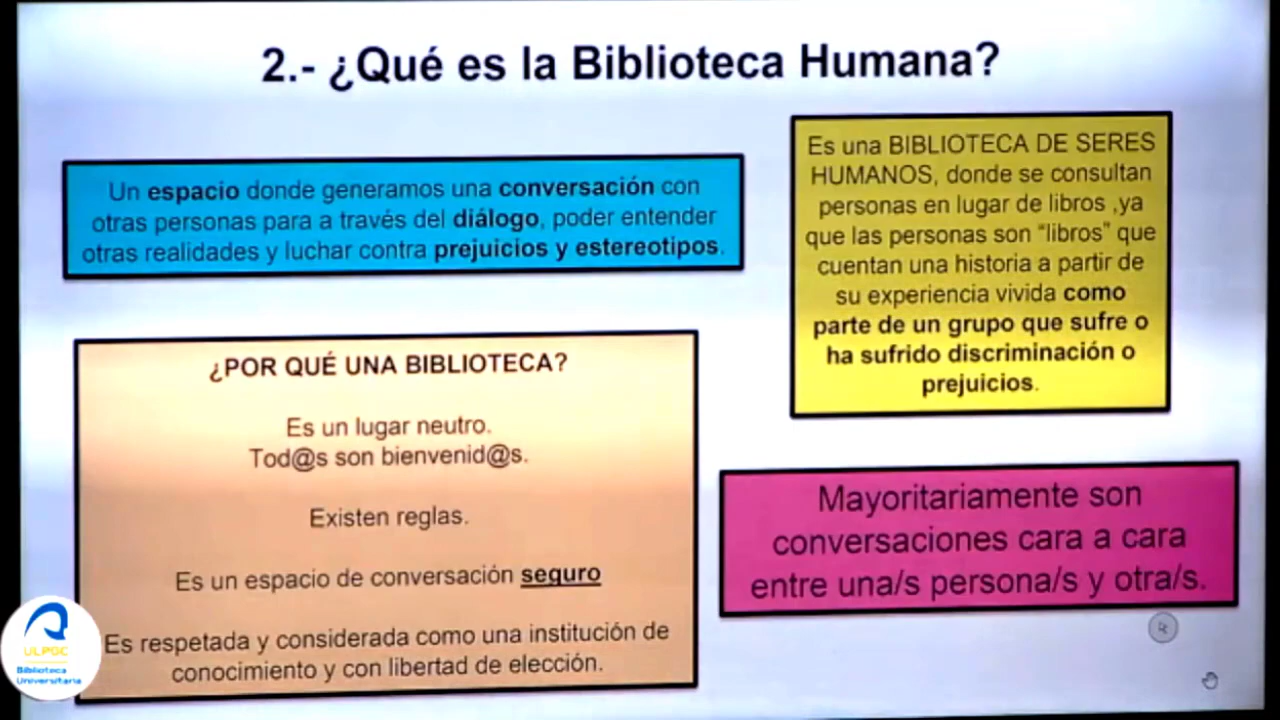 2.- ¿Qué es la Biblioteca Humana?
Un espacio donde generamos una conversación con
otras personas para a través del diálogo, poder entender
otras realidades y luchar contra prejuicios y estereotipos.
Es una BIBLIOTECA DE SERES
HUMANOS, donde se consultan
personas en lugar de libros ,ya
que las personas son “libros” que
cuentan una historia a partir de
su experiencia vivida como
parte de un grupo que sufre o
ha sufrido discriminación o
prejuicios.
¿POR QUÉ UNA BIBLIOTECA?
Es un lugar neutro.
Tod@s son bienvenid@s.
Existen reglas.
Es un espacio de conversación seguro
Es respetada y considerada como una institución de
conocimiento y con libertad de elección.
Mayoritariamente son
conversaciones cara a cara
entre una/s persona/s y otra/s.
ULPGC
Biblioteca
Universitaria